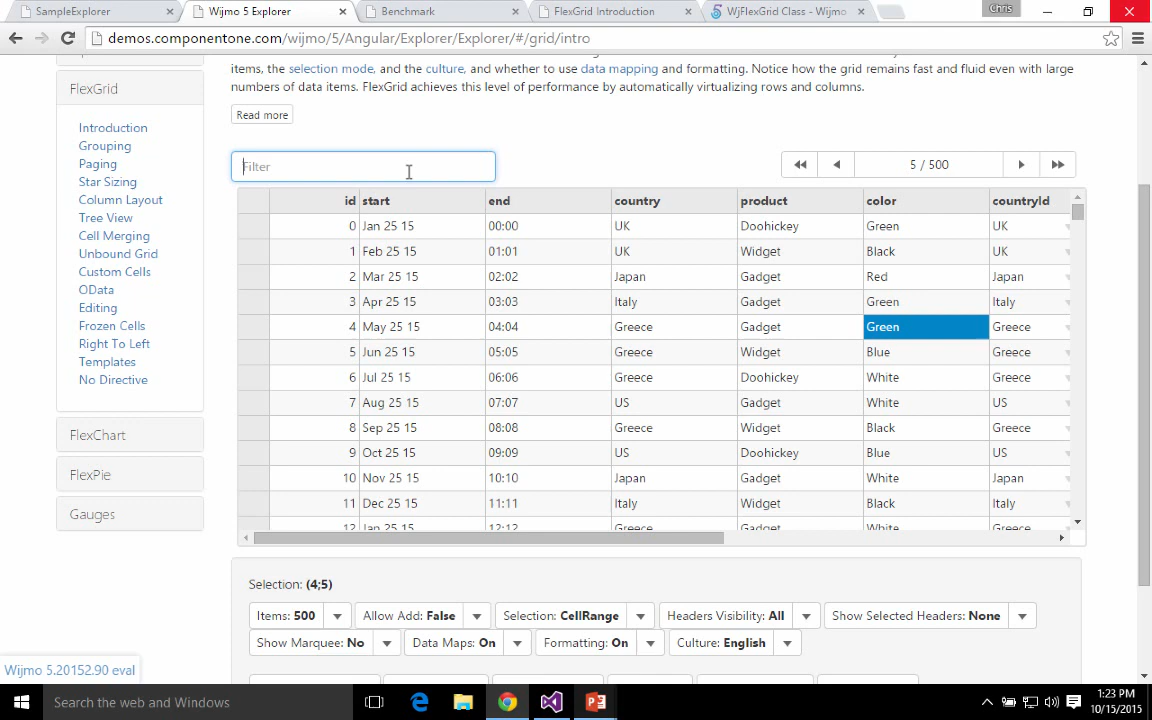 SampleExplorer
Wijmo 5 Explorer
Benchmark
FlexGrid Introduction
WjFlexGrid Class - Wijmo
Chris
demos.componentone.com/wijmo/5/Angular/Explorer/Explorer/#/grid/intro
items, the selection mode, and the culture, and whether to use data mapping and formatting. Notice how the grid remains fast and fluid even with large
numbers of data items. FlexGrid achieves this level of performance by automatically virtualizing rows and columns.
Read more
FlexGrid
Introduction
Grouping
Paging
Star Sizing
Column Layout
Tree View
Cell Merging
Unbound Grid
Custom Cells
OData
Editing
Frozen Cells
Right To Left
Templates
No Directive
FlexChart
FlexPie
Gauges
Filter
5 / 500
id start end country product color countryId
0 Jan 25 15 00:00 UK Doohickey Green UK
1 Feb 25 15 01:01 UK Widget Black UK
2 Mar 25 15 02:02 Japan Gadget Red Japan
3 Apr 25 15 03:03 Italy Gadget Green Italy
4 May 25 15 04:04 Greece Gadget Green Greece
5 Jun 25 15 05:05 Greece Widget Blue Greece
6 Jul 25 15 06:06 Greece Doohickey White Greece
7 Aug 25 15 07:07 US Gadget White US
8 Sep 25 15 08:08 Greece Widget Black Greece
9 Oct 25 15 09:09 US Doohickey Blue US
10 Nov 25 15 10:10 Japan Gadget White Japan
11 Dec 25 15 11:11 Italy Widget Black Italy
12 Jan 25 15 12:12 Greece Gadget White Greece
Selection: (4;5)
Items: 500 Allow Add: False Selection: CellRange Headers Visibility: All Show Selected Headers: None
Show Marquee: No Data Maps: On Formatting: On Culture: English
Wijmo 5.20152.90 eval
Search the web and Windows
1:23 PM
10/15/2015